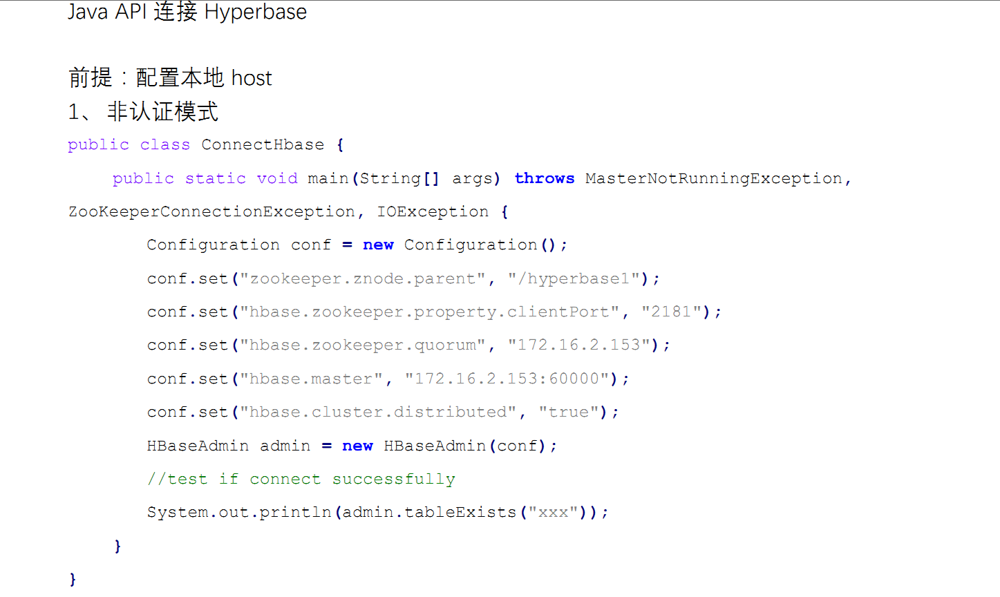 Java API 连接 Hyperbase
前提：配置本地 host
1、 非认证模式
public class ConnectHbase {
public static void main(String[] args) throws MasterNotRunningException,
ZooKeeperConnectionException, IOException {
Configuration conf = new Configuration();
conf.set("zookeeper.znode.parent", "/hyperbase1");
conf.set("hbase.zookeeper.property.clientPort", "2181");
conf.set("hbase.zookeeper.quorum", "172.16.2.153");
conf.set("hbase.master", "172.16.2.153:60000");
conf.set("hbase.cluster.distributed", "true");
HBaseAdmin admin = new HBaseAdmin(conf);
//test if connect successfully
System.out.println(admin.tableExists("xxx"));
}
}